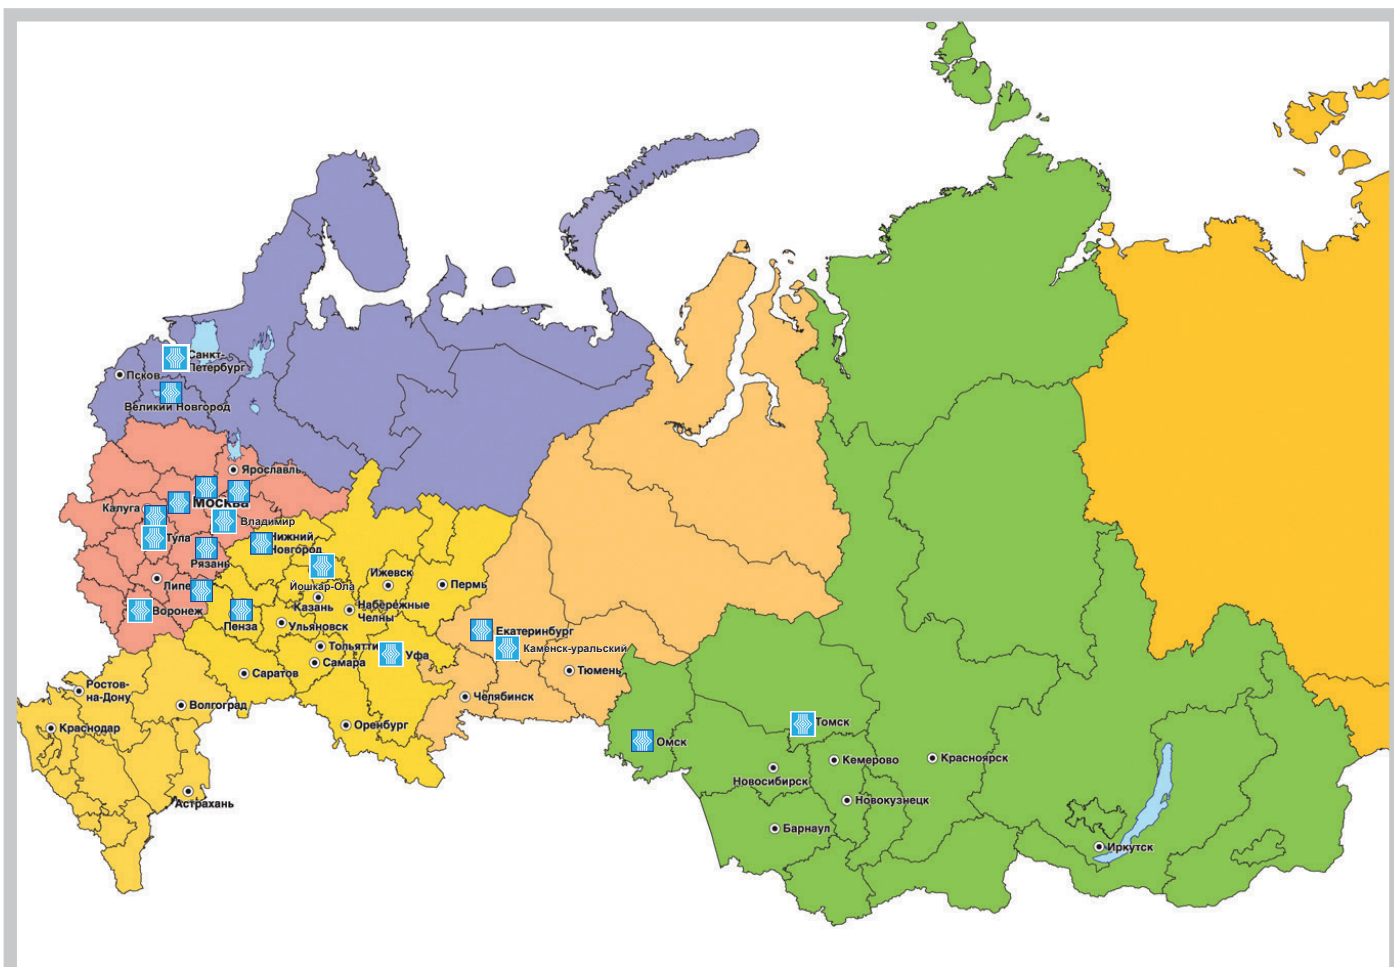 Санкт-
Петербург
Псков
Великий Новгород
Ярославль
Москва
Калуга
Владимир
Тула
Нижний
Новгород
Рязань
Йошкар-Ола
Ижевск
Пермь
Липе
Казань
Набережные
Челны
Воронеж
Пенза
Ульяновск
Екатеринбург
Каменск-уральский
Тольятти
Уфа
Самара
Саратов
Тюмень
Челябинск
Ростов-
на-Дону
Волгоград
Оренбург
Краснодар
Астрахань
Томск
Омск
Кемерово
Красноярск
Новосибирск
Новокузнецк
Барнаул
Иркутск